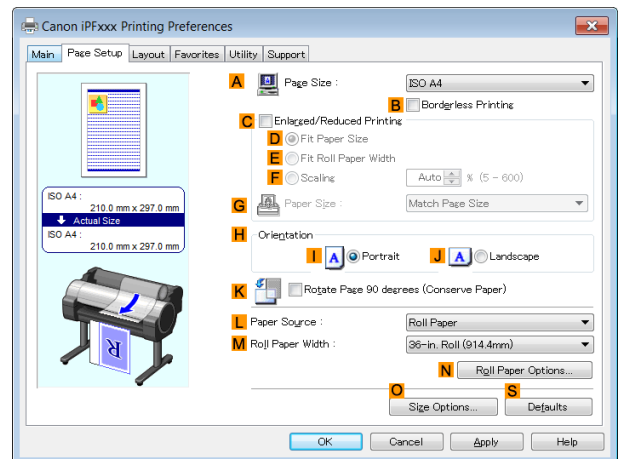 Canon iPFxxx Printing Preferences
Main Page Setup Layout Favorites Utility Support
A Page Size : ISO A4
B Borderless Printing
C Enlarged/Reduced Printing
D Fit Paper Size
E Fit Roll Paper Width
F Scaling Auto % (5 - 600)
ISO A4 :
210.0 mm x 297.0 mm
Actual Size
ISO A4 :
210.0 mm x 297.0 mm
G Paper Size : Match Page Size
H Orientation
I A Portrait J A Landscape
K Rotate Page 90 degrees (Conserve Paper)
L Paper Source : Roll Paper
M Roll Paper Width : 36-in. Roll (914.4mm)
R
N Roll Paper Options...
O S
Size Options... Defaults
OK Cancel Apply Help